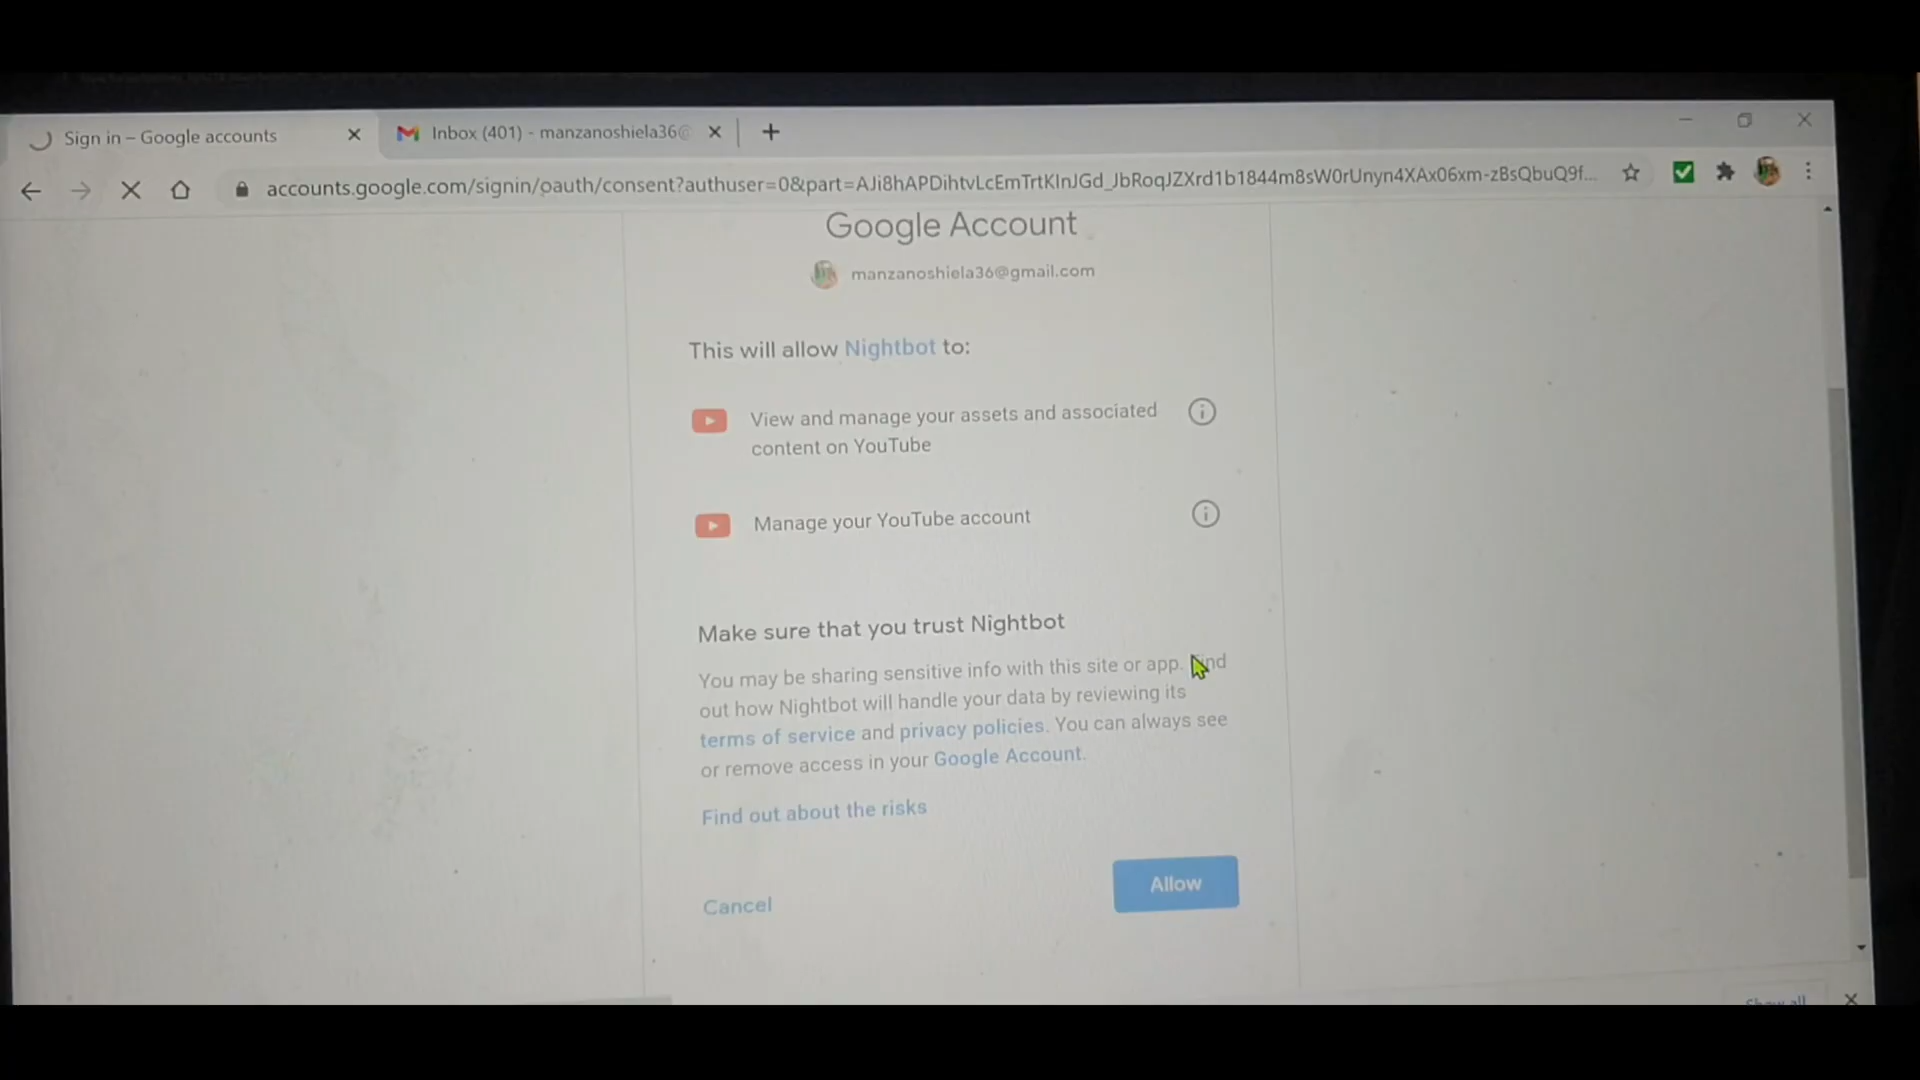 Sign in – Google accounts
Inbox (401) - manzanoshiela36@
accounts.google.com/signin/oauth/consent?authuser=0&part=AJi8hAPDihtvLcEmTrtKInJGd_JbRoqJZXrd1b1844m8sW0rUnyn4XAx06xm-zBsQbuQ9f...
Google Account
manzanoshiela36@gmail.com
This will allow Nightbot to:
View and manage your assets and associated
content on YouTube
Manage your YouTube account
Make sure that you trust Nightbot
You may be sharing sensitive info with this site or app. Find
out how Nightbot will handle your data by reviewing its
terms of service and privacy policies. You can always see
or remove access in your Google Account.
Find out about the risks
Cancel
Allow
Show all